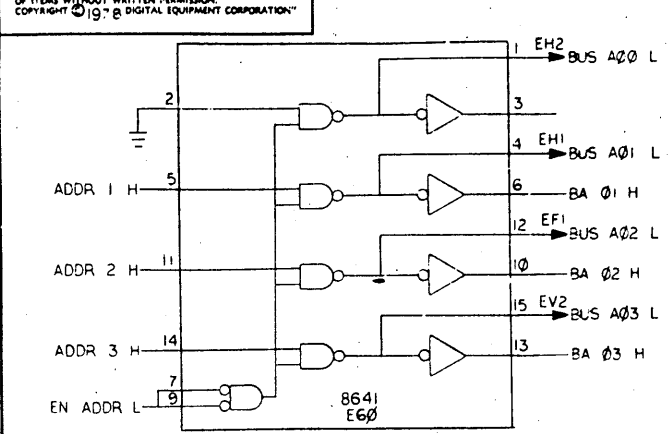 OF ITEMS WITHOUT WRITTEN PERMISSION.
COPYRIGHT © 1978 DIGITAL EQUIPMENT CORPORATION"
1 EH2 BUS AØØ L
2
3
4 EH1 BUS AØ1 L
ADDR 1 H 5
6 BA Ø1 H
12 EF1 BUS AØ2 L
ADDR 2 H 11
1Ø BA Ø2 H
15 EV2 BUS AØ3 L
ADDR 3 H 14
13 BA Ø3 H
7
EN ADDR L 9
8641
E6Ø